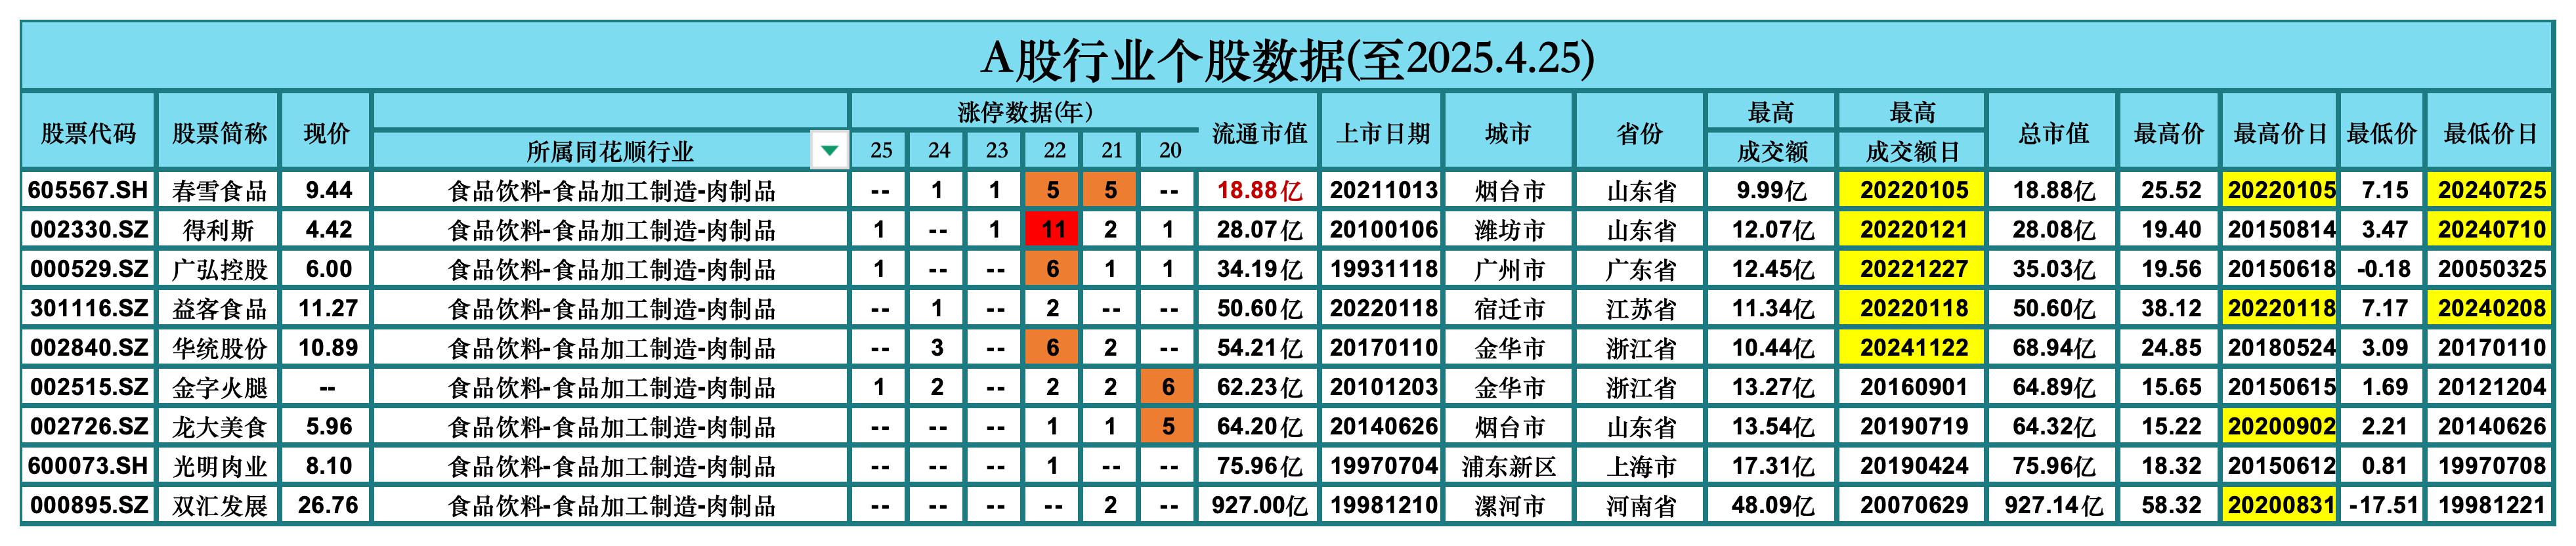 A股行业个股数据(至2025.4.25)
股票代码 股票简称 现价 所属同花顺行业 涨停数据(年) 25 24 23 22 21 20 流通市值 上市日期 城市 省份 最高成交额 最高成交额日 总市值 最高价 最高价日 最低价 最低价日
605567.SH 春雪食品 9.44 食品饮料-食品加工制造-肉制品 -- 1 1 5 5 -- 18.88亿 20211013 烟台市 山东省 9.99亿 20220105 18.88亿 25.52 20220105 7.15 20240725
002330.SZ 得利斯 4.42 食品饮料-食品加工制造-肉制品 1 -- 1 11 2 1 28.07亿 20100106 潍坊市 山东省 12.07亿 20220121 28.08亿 19.40 20150814 3.47 20240710
000529.SZ 广弘控股 6.00 食品饮料-食品加工制造-肉制品 1 -- -- 6 1 1 34.19亿 19931118 广州市 广东省 12.45亿 20221227 35.03亿 19.56 20150618 -0.18 20050325
301116.SZ 益客食品 11.27 食品饮料-食品加工制造-肉制品 -- 1 -- 2 -- -- 50.60亿 20220118 宿迁市 江苏省 11.34亿 20220118 50.60亿 38.12 20220118 7.17 20240208
002840.SZ 华统股份 10.89 食品饮料-食品加工制造-肉制品 -- 3 -- 6 2 -- 54.21亿 20170110 金华市 浙江省 10.44亿 20241122 68.94亿 24.85 20180524 3.09 20170110
002515.SZ 金字火腿 -- 食品饮料-食品加工制造-肉制品 1 2 -- 2 2 6 62.23亿 20101203 金华市 浙江省 13.27亿 20160901 64.89亿 15.65 20150615 1.69 20121204
002726.SZ 龙大美食 5.96 食品饮料-食品加工制造-肉制品 -- -- -- 1 1 5 64.20亿 20140626 烟台市 山东省 13.54亿 20190719 64.32亿 15.22 20200902 2.21 20140626
600073.SH 光明肉业 8.10 食品饮料-食品加工制造-肉制品 -- -- -- 1 -- -- 75.96亿 19970704 浦东新区 上海市 17.31亿 20190424 75.96亿 18.32 20150612 0.81 19970708
000895.SZ 双汇发展 26.76 食品饮料-食品加工制造-肉制品 -- -- -- -- 2 -- 927.00亿 19981210 漯河市 河南省 48.09亿 20070629 927.14亿 58.32 20200831 -17.51 19981221